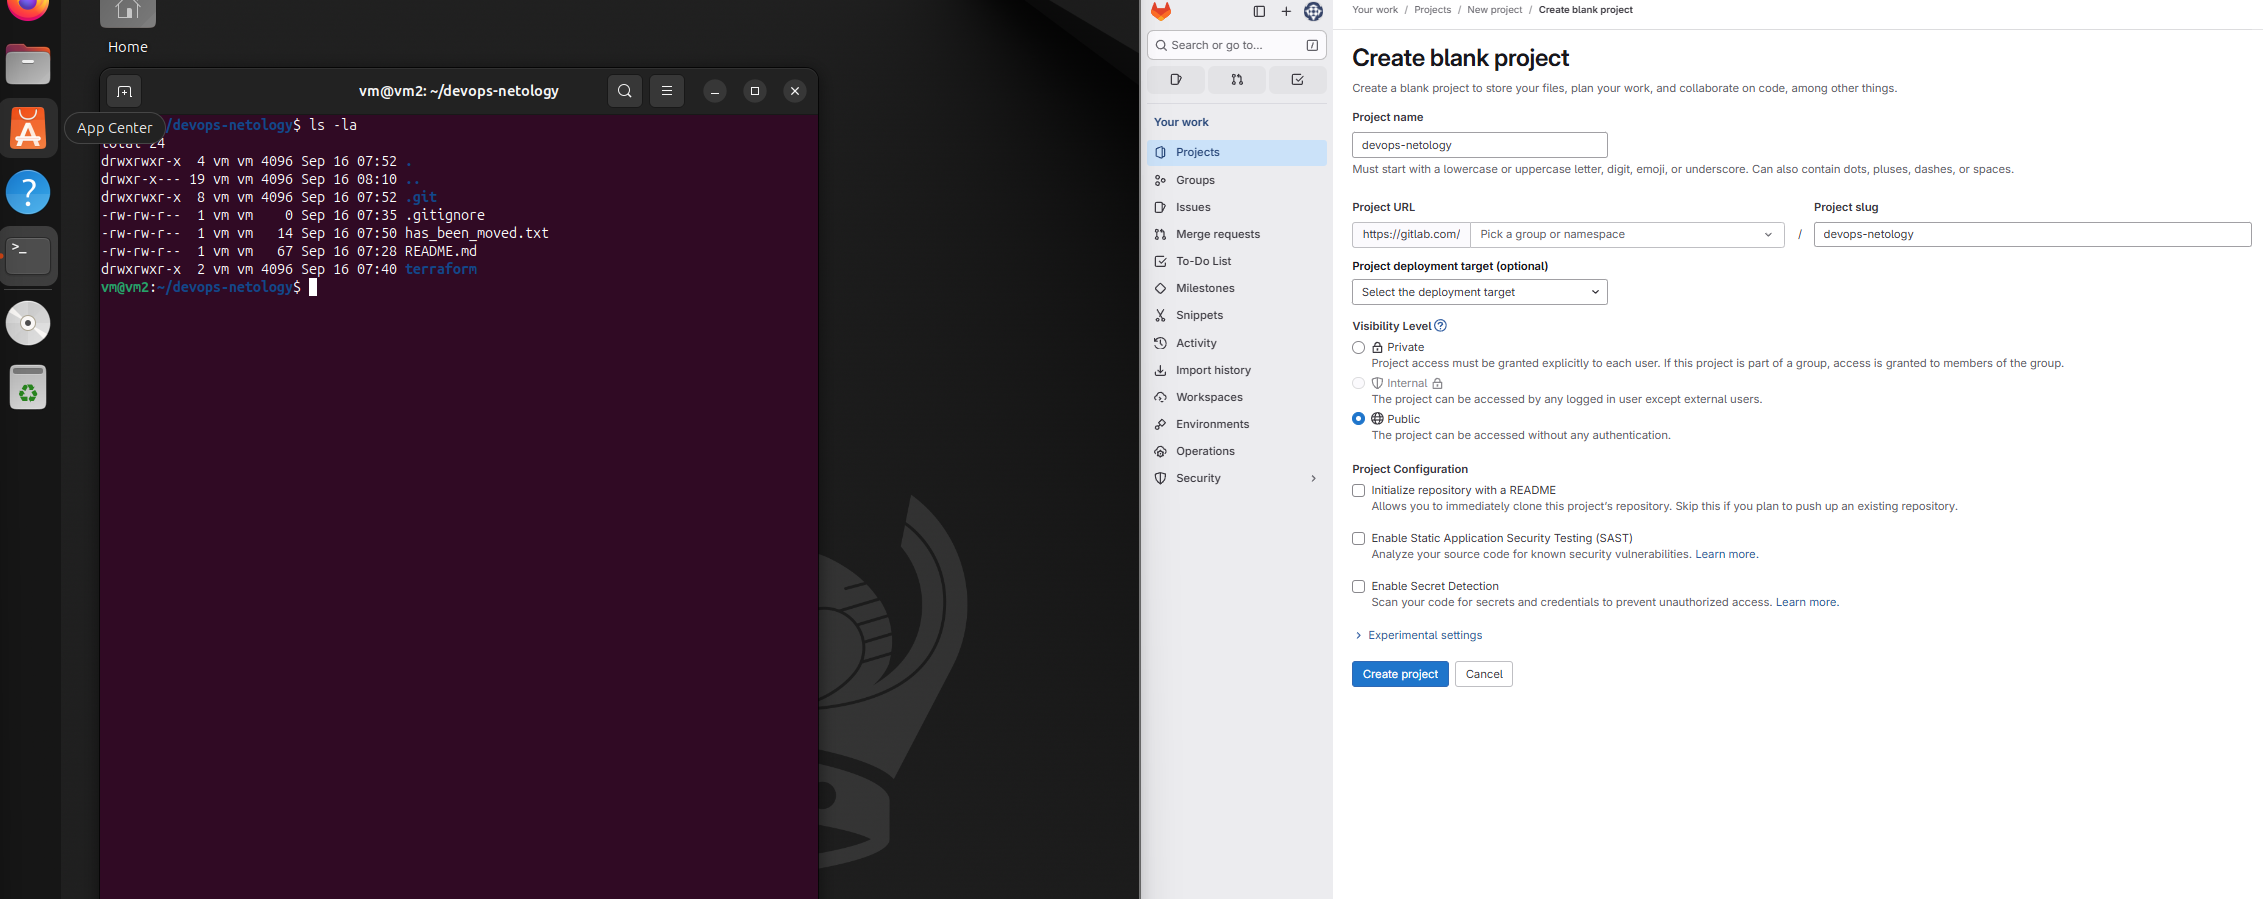 Home
vm@vm2: ~/devops-netology
App Center
/devops-netology$ ls -la
total 24
drwxrwxr-x  4 vm vm 4096 Sep 16 07:52 .
drwxr-x--- 19 vm vm 4096 Sep 16 08:10 ..
drwxrwxr-x  8 vm vm 4096 Sep 16 07:52 .git
-rw-rw-r--  1 vm vm    0 Sep 16 07:35 .gitignore
-rw-rw-r--  1 vm vm   14 Sep 16 07:50 has_been_moved.txt
-rw-rw-r--  1 vm vm   67 Sep 16 07:28 README.md
drwxrwxr-x  2 vm vm 4096 Sep 16 07:40 terraform
vm@vm2:~/devops-netology$
Search or go to... /
Your work
Projects
Groups
Issues
Merge requests
To-Do List
Milestones
Snippets
Activity
Import history
Workspaces
Environments
Operations
Security
Your work / Projects / New project / Create blank project
Create blank project
Create a blank project to store your files, plan your work, and collaborate on code, among other things.
Project name
devops-netology
Must start with a lowercase or uppercase letter, digit, emoji, or underscore. Can also contain dots, pluses, dashes, or spaces.
Project URL
https://gitlab.com/ Pick a group or namespace
/
Project slug
devops-netology
Project deployment target (optional)
Select the deployment target
Visibility Level
Private
Project access must be granted explicitly to each user. If this project is part of a group, access is granted to members of the group.
Internal
The project can be accessed by any logged in user except external users.
Public
The project can be accessed without any authentication.
Project Configuration
Initialize repository with a README
Allows you to immediately clone this project's repository. Skip this if you plan to push up an existing repository.
Enable Static Application Security Testing (SAST)
Analyze your source code for known security vulnerabilities. Learn more.
Enable Secret Detection
Scan your code for secrets and credentials to prevent unauthorized access. Learn more.
Experimental settings
Create project Cancel